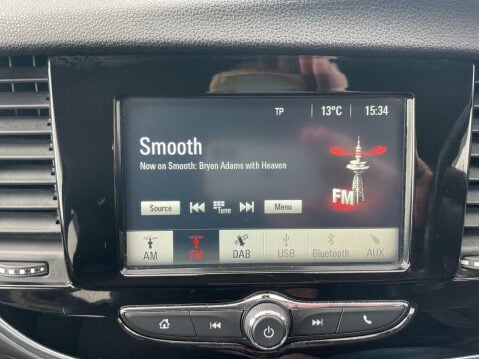 TP 13°C 15:34
Smooth
Now on Smooth: Bryan Adams with Heaven
FM
Source Tune Menu
AM FM DAB USB Bluetooth AUX